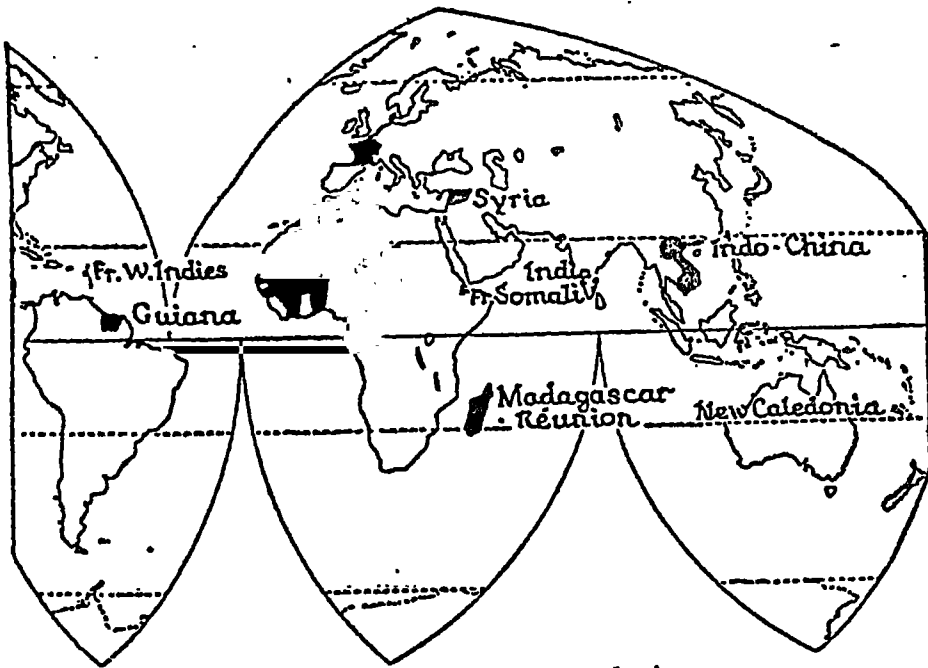 Syria
Indo-China
Fr. W. Indies
India
Fr. Somali
Guiana
Madagascar
Réunion
New Caledonia